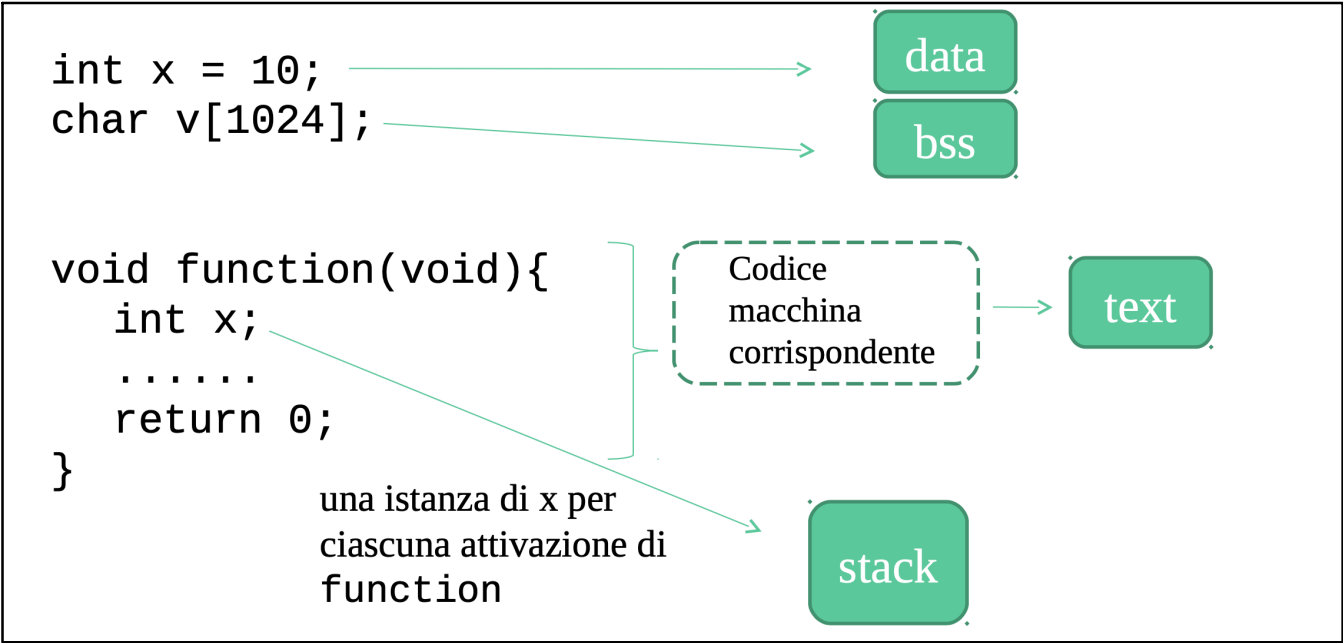 int x = 10;
char v[1024];
data
bss
void function(void){
int x;
......
return 0;
}
Codice
macchina
corrispondente
text
una istanza di x per
ciascuna attivazione di
function
stack